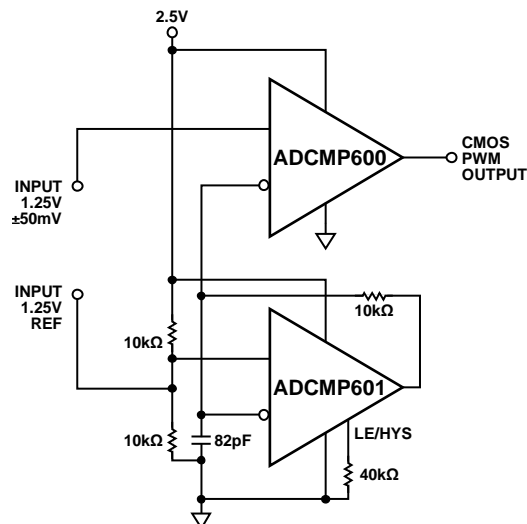 2.5V
ADCMP600
CMOS
PWM
OUTPUT
INPUT
1.25V
±50mV
INPUT
1.25V
REF
10kΩ
10kΩ
ADCMP601
10kΩ
82pF
LE/HYS
40kΩ